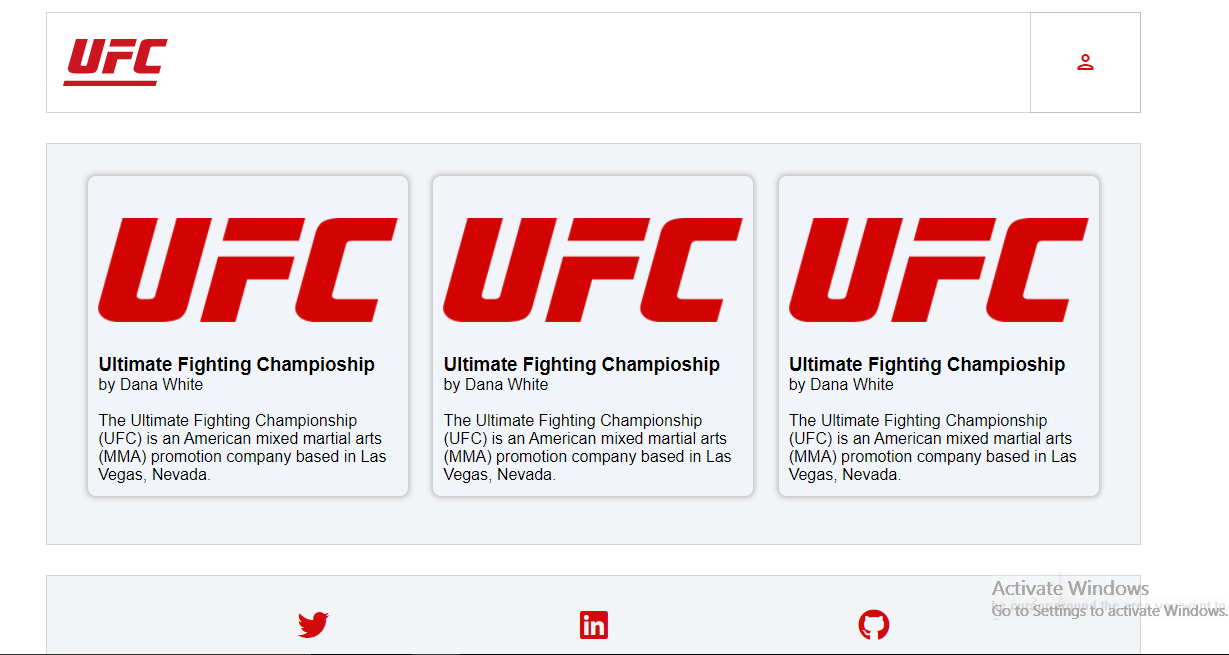 UFC
UFC
UFC
UFC
Ultimate Fighting Champioship
by Dana White
The Ultimate Fighting Championship
(UFC) is an American mixed martial arts
(MMA) promotion company based in Las
Vegas, Nevada.
Ultimate Fighting Champioship
by Dana White
The Ultimate Fighting Championship
(UFC) is an American mixed martial arts
(MMA) promotion company based in Las
Vegas, Nevada.
Ultimate Fighting Champioship
by Dana White
The Ultimate Fighting Championship
(UFC) is an American mixed martial arts
(MMA) promotion company based in Las
Vegas, Nevada.
in
Activate Windows
Go to Settings to activate Windows.